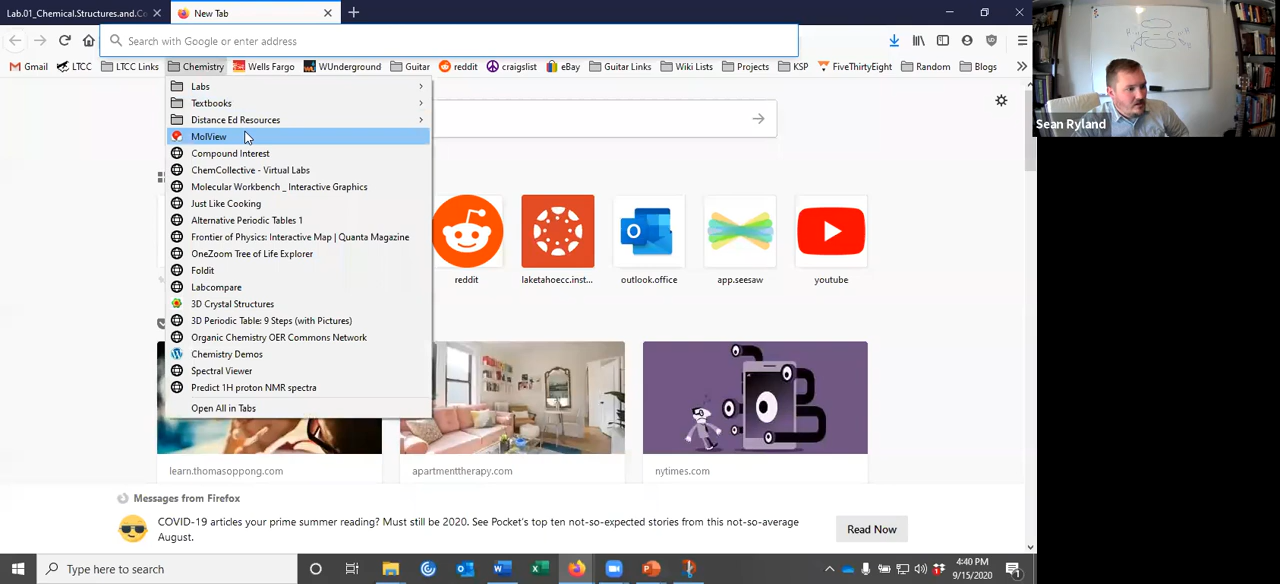 Lab.01_Chemical.Structures.and.Co
New Tab
Search with Google or enter address
Gmail LTCC LTCC Links Chemistry Wells Fargo WUnderground Guitar reddit craigslist eBay Guitar Links Wiki Lists Projects KSP FiveThirtyEight Random Blogs
Labs
Textbooks
Distance Ed Resources
MolView
Compound Interest
ChemCollective - Virtual Labs
Molecular Workbench _ Interactive Graphics
Just Like Cooking
Alternative Periodic Tables 1
Frontier of Physics: Interactive Map | Quanta Magazine
OneZoom Tree of Life Explorer
Foldit
Labcompare
3D Crystal Structures
3D Periodic Table: 9 Steps (with Pictures)
Organic Chemistry OER Commons Network
Chemistry Demos
Spectral Viewer
Predict 1H proton NMR spectra
Open All in Tabs
reddit
laketahoecc.inst...
outlook.office
app.seesaw
youtube
learn.thomasoppong.com
apartmenttherapy.com
nytimes.com
Messages from Firefox
COVID-19 articles your prime summer reading? Must still be 2020. See Pocket's top ten not-so-expected stories from this not-so-average
August.
Read Now
Type here to search
4:40 PM
9/15/2020
Sean Ryland